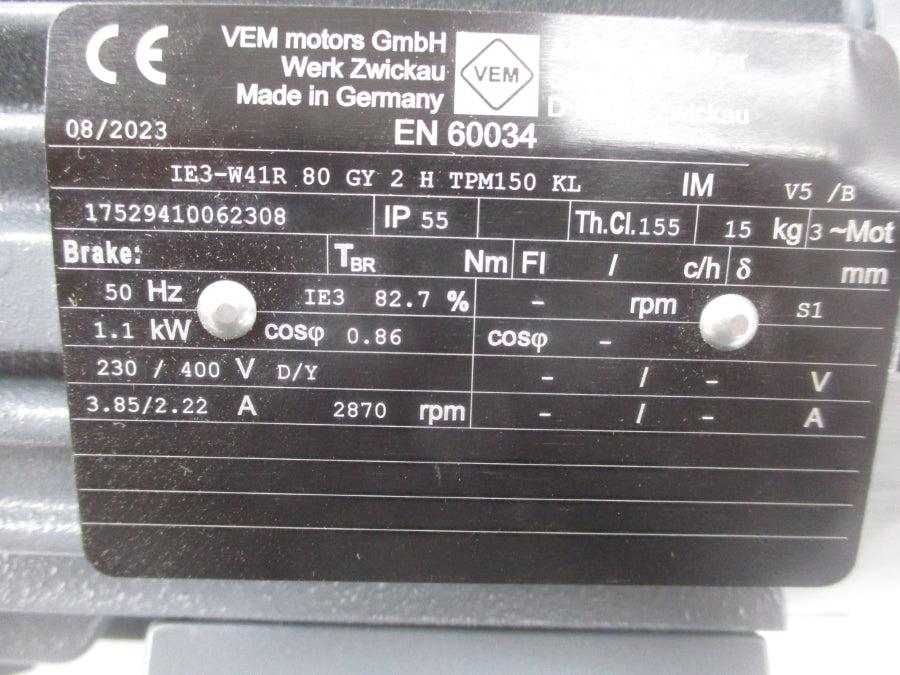 CE VEM motors GmbH
Werk Zwickau VEM
Made in Germany Zwickau
08/2023 EN 60034
IE3-W41R 80 GY 2 H TPM150 KL IM V5 /B
17529410062308 IP 55 Th.Cl.155 15 kg 3 ~Mot
Brake: TBR Nm Fl / c/h δ mm
50 Hz IE3 82.7 % - rpm S1
1.1 kW cosφ 0.86 cosφ -
230 / 400 V D/Y - / - V
3.85/2.22 A 2870 rpm - / - A